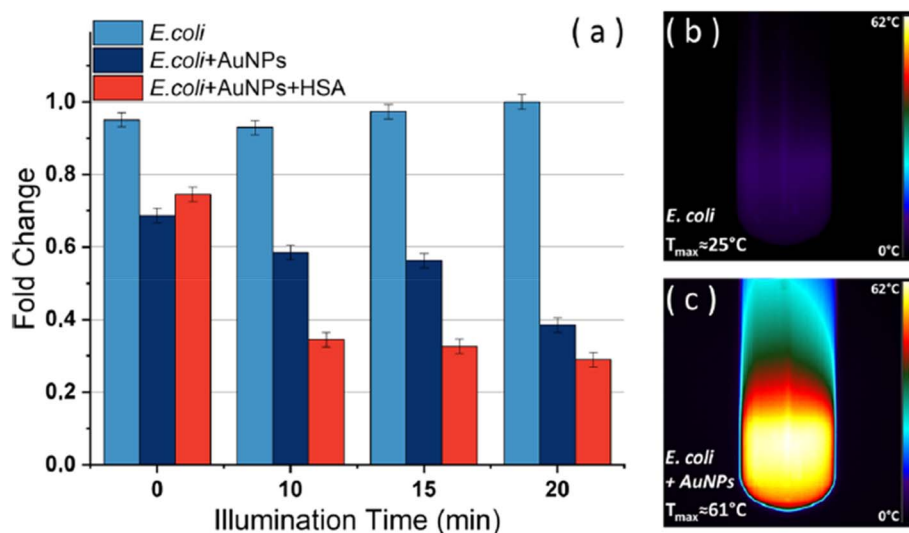 E.coli
E.coli+AuNPs
E.coli+AuNPs+HSA
( a )
1.0
0.8
0.6
0.4
0.2
0.0
Fold Change
0 10 15 20
Illumination Time (min)
( b )
62°C
E. coli
Tmax≈25°C
0°C
( c )
62°C
E. coli
+ AuNPs
Tmax≈61°C
0°C